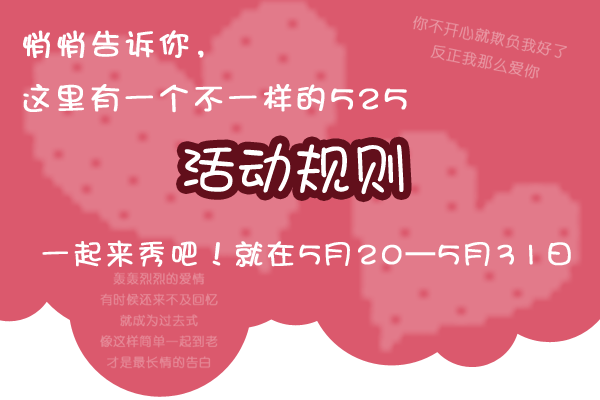 悄悄告诉你，
这里有一个不一样的525
你不开心就欺负我好了
反正我那么爱你
活动规则
一起来秀吧！就在5月20—5月31日
轰轰烈烈的爱情
有时候还来不及回忆
就成为过去式
像这样简单一起到老
才是最长情的告白